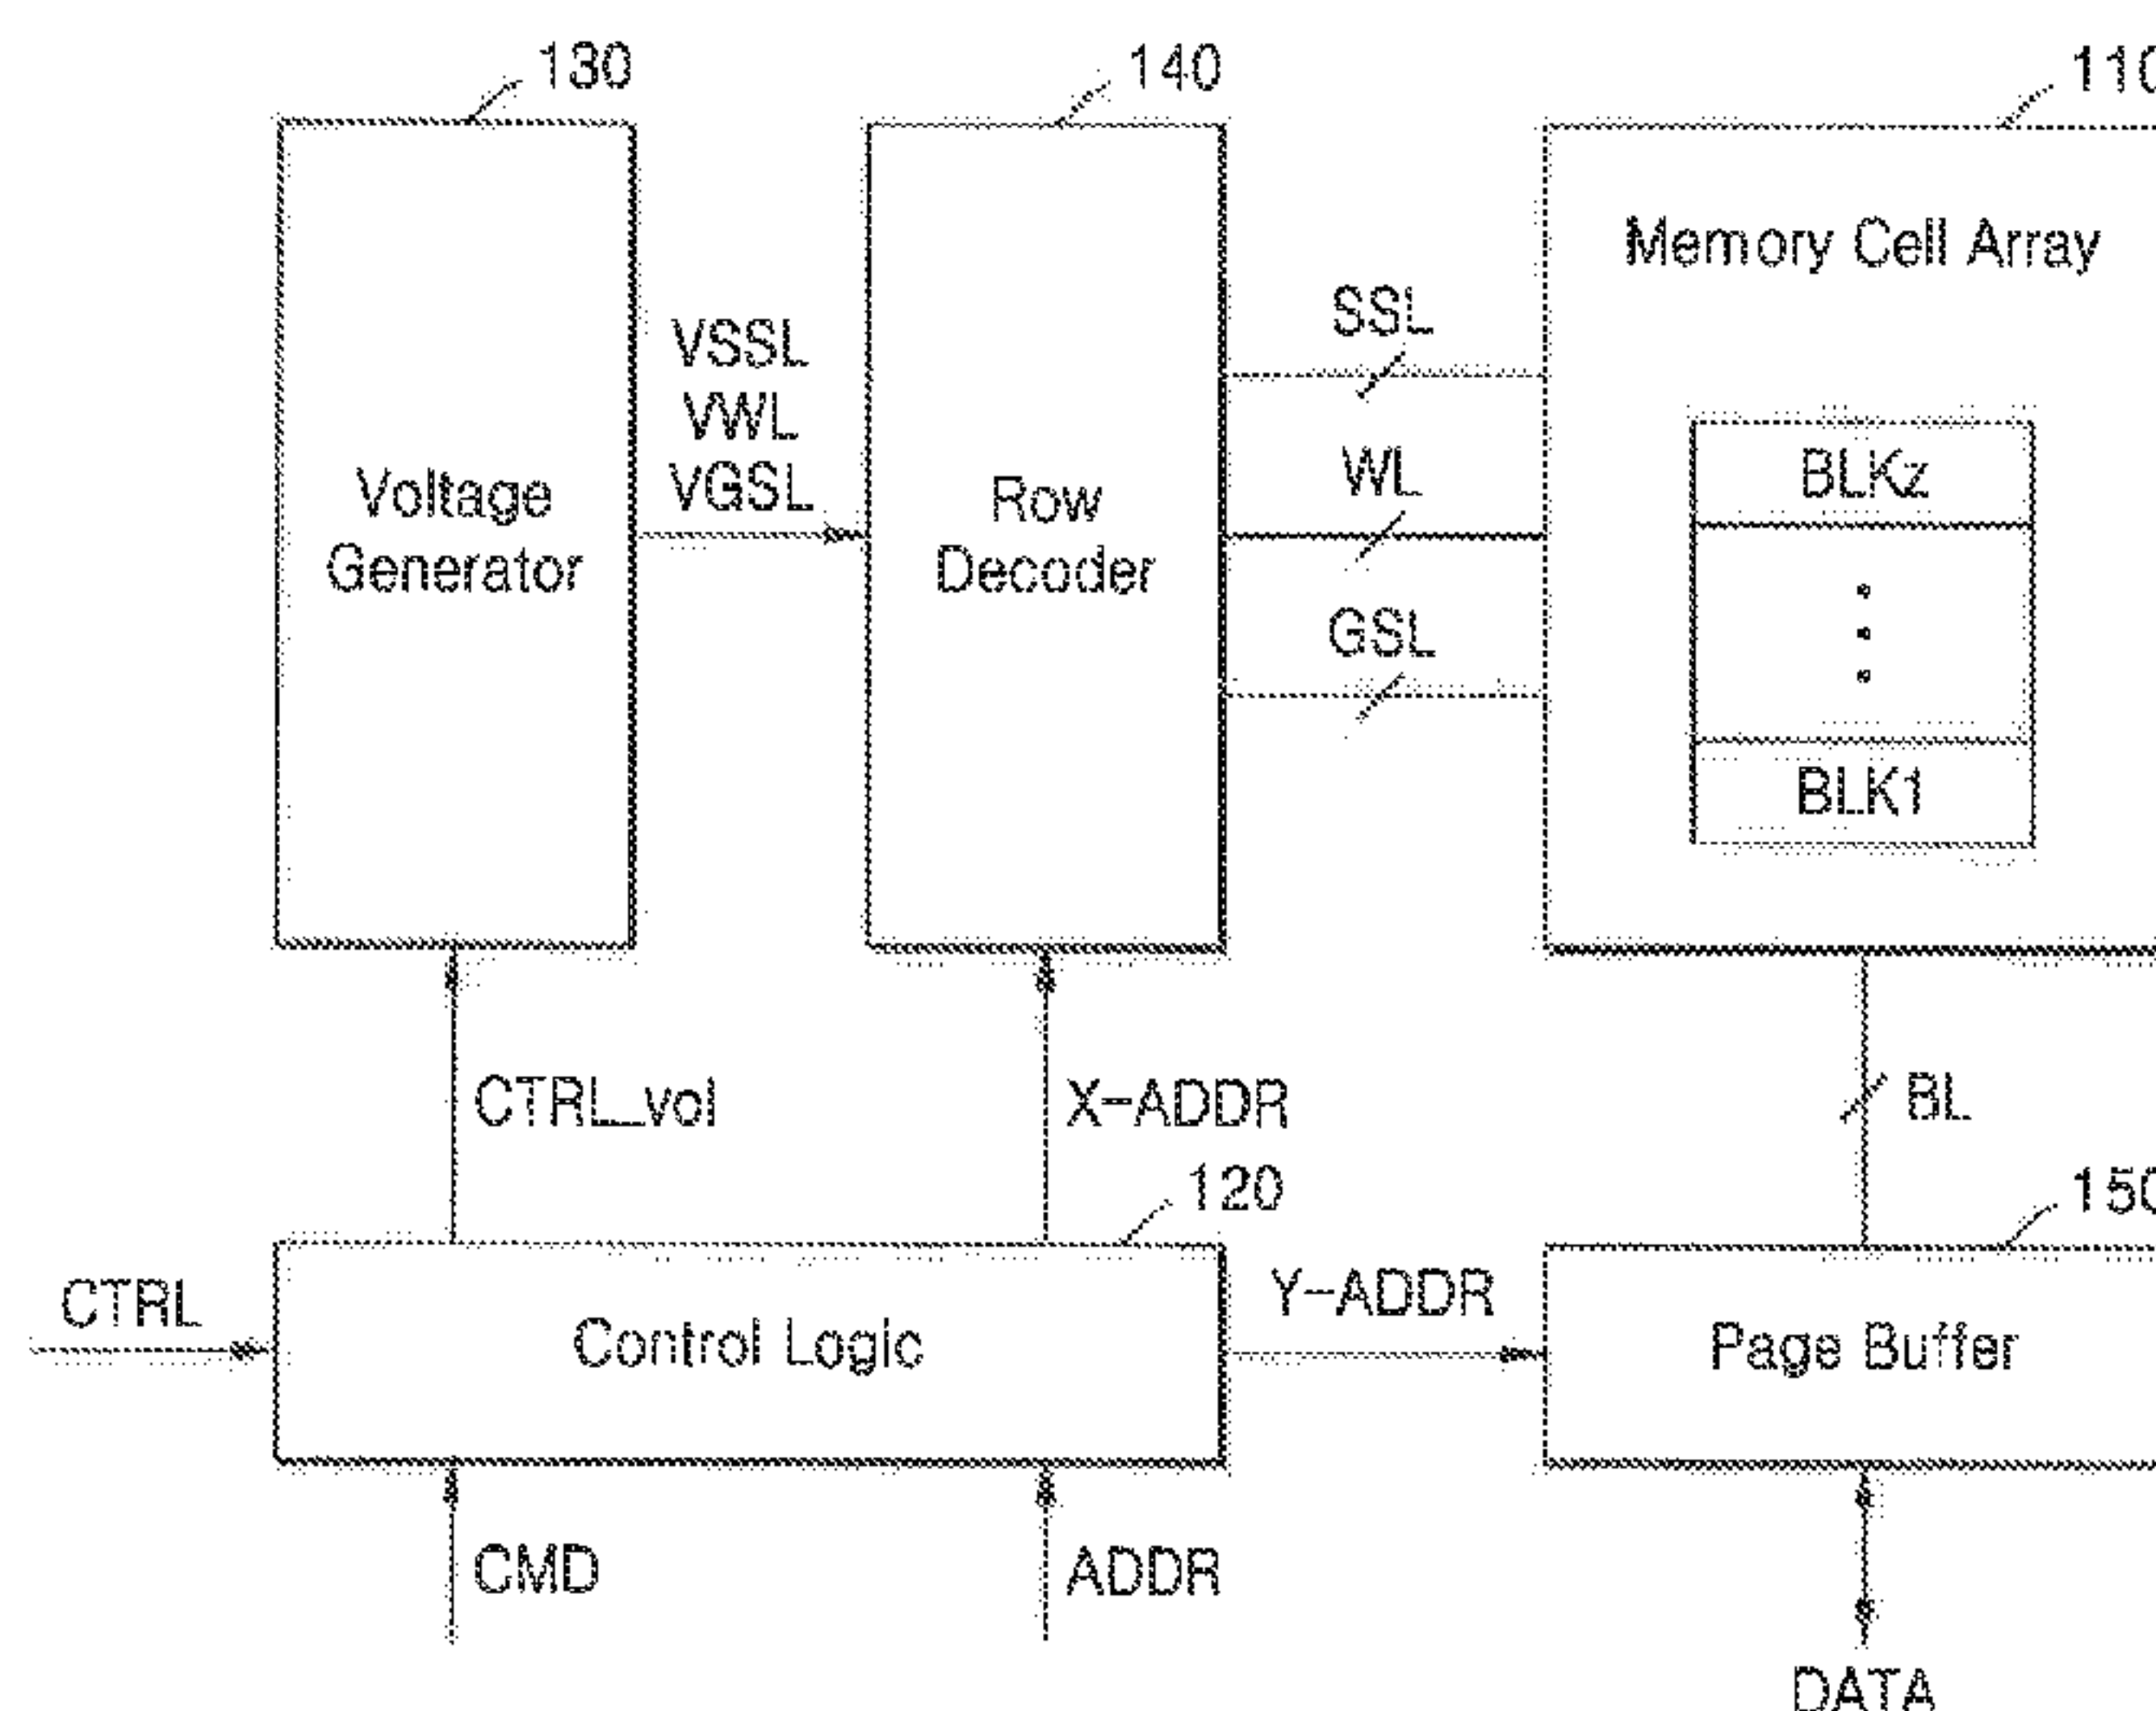 130
140
110
Memory Cell Array
SSL
VSSL
VWL
VGSL
WL
BLKz
Voltage
Generator
Row
Decoder
GSL
BLK1
CTRL_vol
X-ADDR
BL
120
150
CTRL
Control Logic
Y-ADDR
Page Buffer
CMD
ADDR
DATA